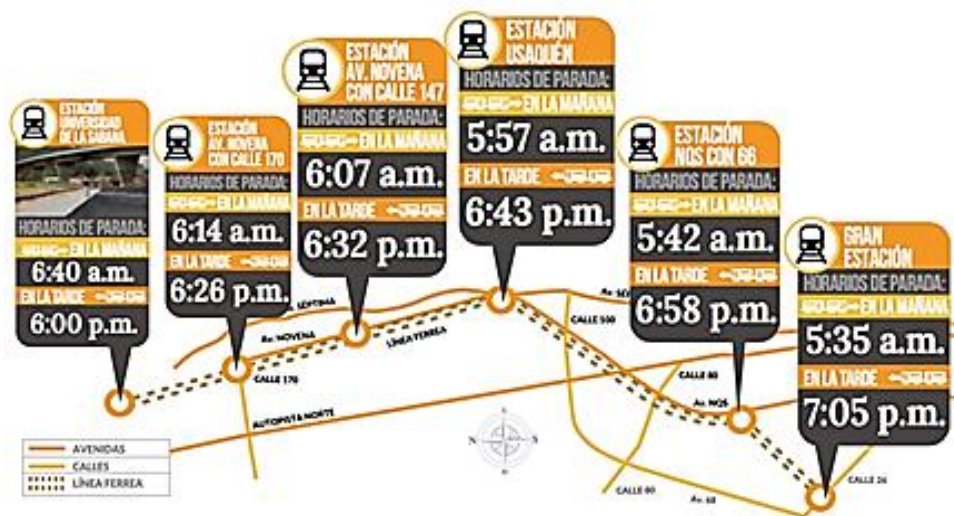 ESTACIÓN
UNIVERSIDAD
DE LA SABANA
HORARIOS DE PARADA:
EN LA MAÑANA
6:40 a.m.
EN LA TARDE
6:00 p.m.
ESTACIÓN
AV. NOVENA
CON CALLE 170
HORARIOS DE PARADA:
EN LA MAÑANA
6:14 a.m.
EN LA TARDE
6:26 p.m.
ESTACIÓN
AV. NOVENA
CON CALLE 147
HORARIOS DE PARADA:
EN LA MAÑANA
6:07 a.m.
EN LA TARDE
6:32 p.m.
ESTACIÓN
USAQUÉN
HORARIOS DE PARADA:
EN LA MAÑANA
5:57 a.m.
EN LA TARDE
6:43 p.m.
ESTACIÓN
NQS CON 66
HORARIOS DE PARADA:
EN LA MAÑANA
5:42 a.m.
EN LA TARDE
6:58 p.m.
GRAN
ESTACIÓN
HORARIOS DE PARADA:
EN LA MAÑANA
5:35 a.m.
EN LA TARDE
7:05 p.m.
SÉPTIMA
Av. NOVENA
LÍNEA FERREA
CALLE 170
AUTOPISTA NORTE
CALLE 100
CALLE 80
Av. NQS
CALLE 80
Av. 68
CALLE 26
AVENIDAS
CALLES
LÍNEA FERREA